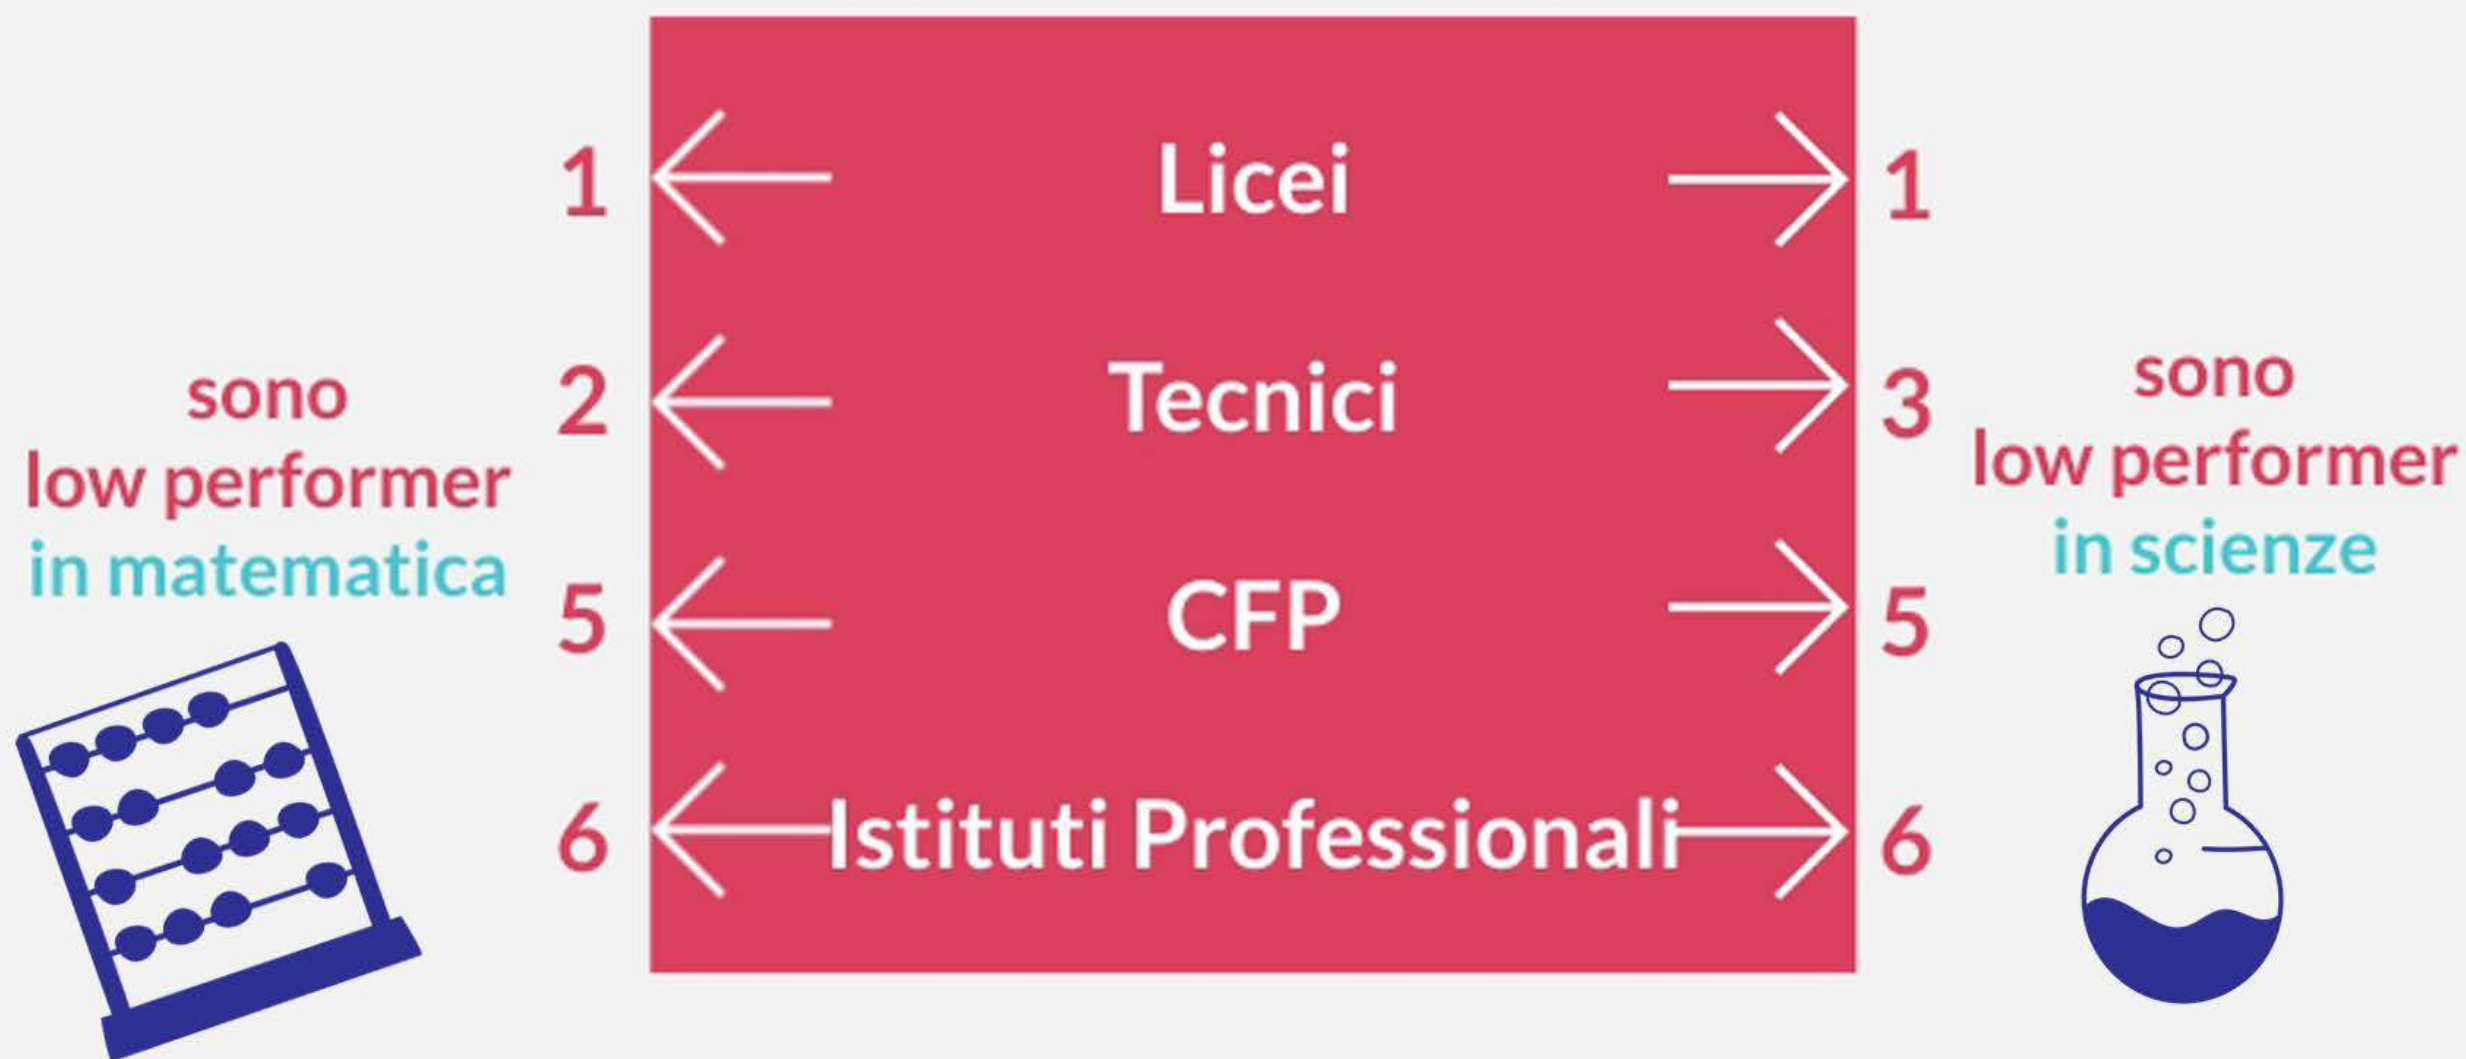 1 Licei 1
2 Tecnici 3
5 CFP 5
6 Istituti Professionali 6
sono
low performer
in matematica
sono
low performer
in scienze